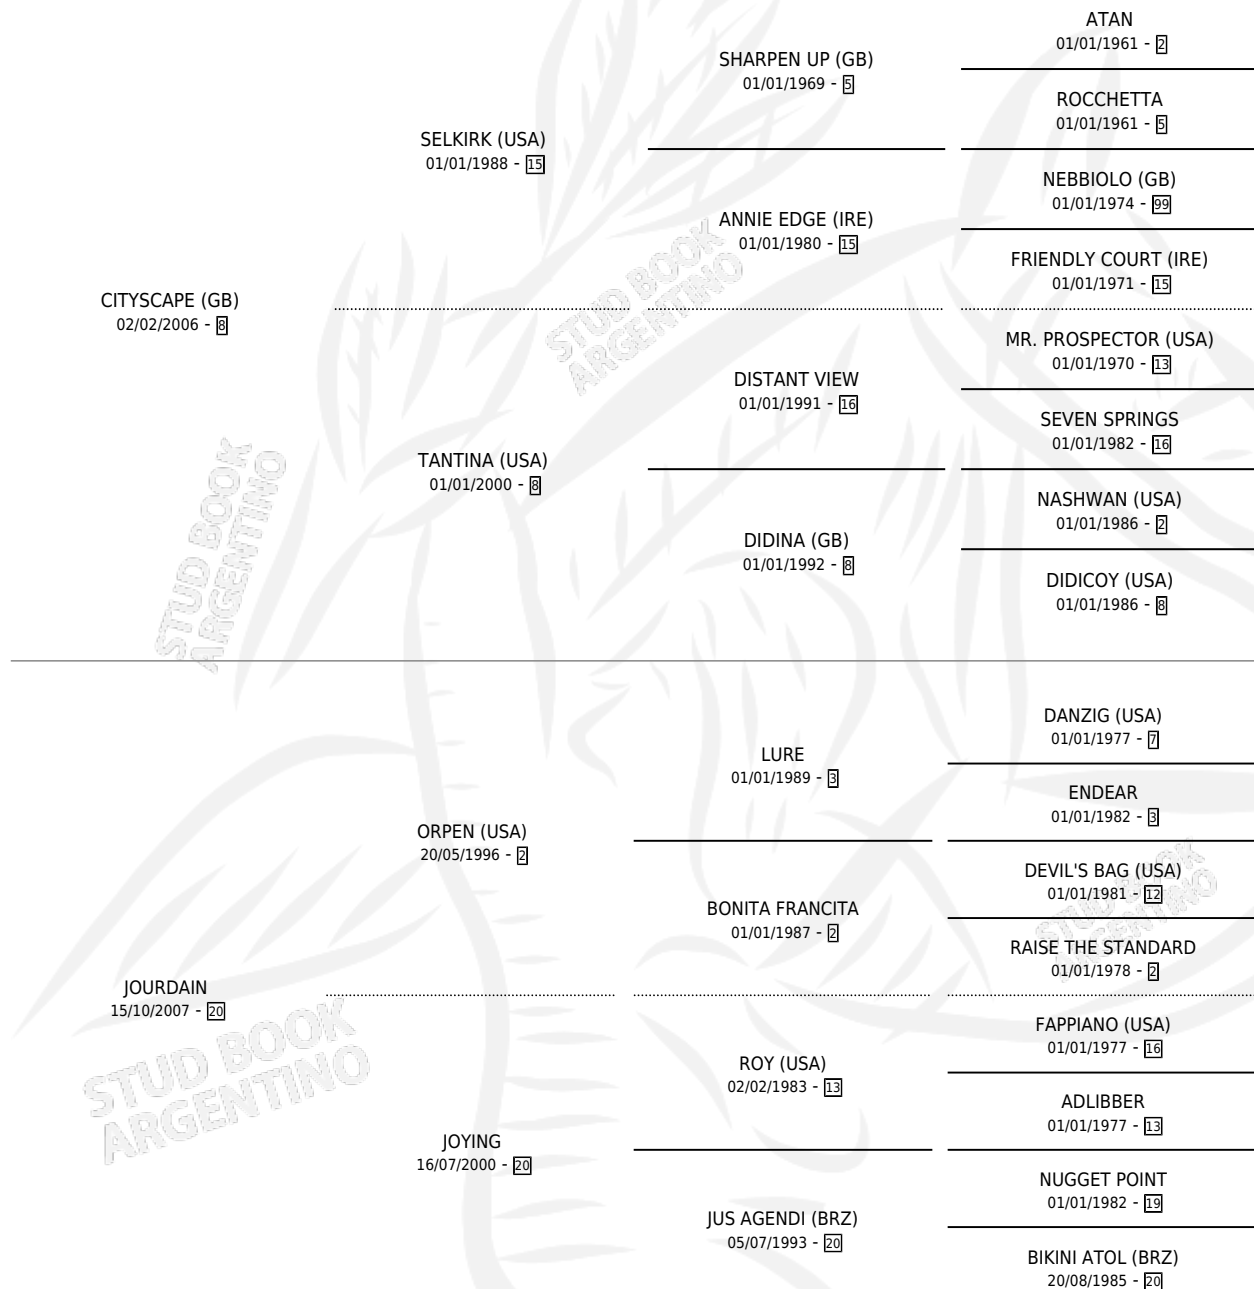 ATAN
01/01/1961 - 2
SHARPEN UP (GB)
01/01/1969 - 5
ROCCHETTA
01/01/1961 - 5
SELKIRK (USA)
01/01/1988 - 15
NEBBIOLO (GB)
01/01/1974 - 99
ANNIE EDGE (IRE)
01/01/1980 - 15
FRIENDLY COURT (IRE)
01/01/1971 - 15
CITYSCAPE (GB)
02/02/2006 - 8
MR. PROSPECTOR (USA)
01/01/1970 - 13
DISTANT VIEW
01/01/1991 - 16
SEVEN SPRINGS
01/01/1982 - 16
TANTINA (USA)
01/01/2000 - 8
NASHWAN (USA)
01/01/1986 - 2
DIDINA (GB)
01/01/1992 - 8
DIDICOY (USA)
01/01/1986 - 8
DANZIG (USA)
01/01/1977 - 7
LURE
01/01/1989 - 3
ENDEAR
01/01/1982 - 3
ORPEN (USA)
20/05/1996 - 2
DEVIL'S BAG (USA)
01/01/1981 - 12
BONITA FRANCITA
01/01/1987 - 2
RAISE THE STANDARD
01/01/1978 - 2
JOURDAIN
15/10/2007 - 20
FAPPIANO (USA)
01/01/1977 - 16
ROY (USA)
02/02/1983 - 13
ADLIBBER
01/01/1977 - 13
JOYING
16/07/2000 - 20
NUGGET POINT
01/01/1982 - 19
JUS AGENDI (BRZ)
05/07/1993 - 20
BIKINI ATOL (BRZ)
20/08/1985 - 20
STUD BOOK
ARGENTINO
STUD BOOK
ARGENTINO
STUD BOOK
ARGENTINO
STUD BOOK
ARGENTINO